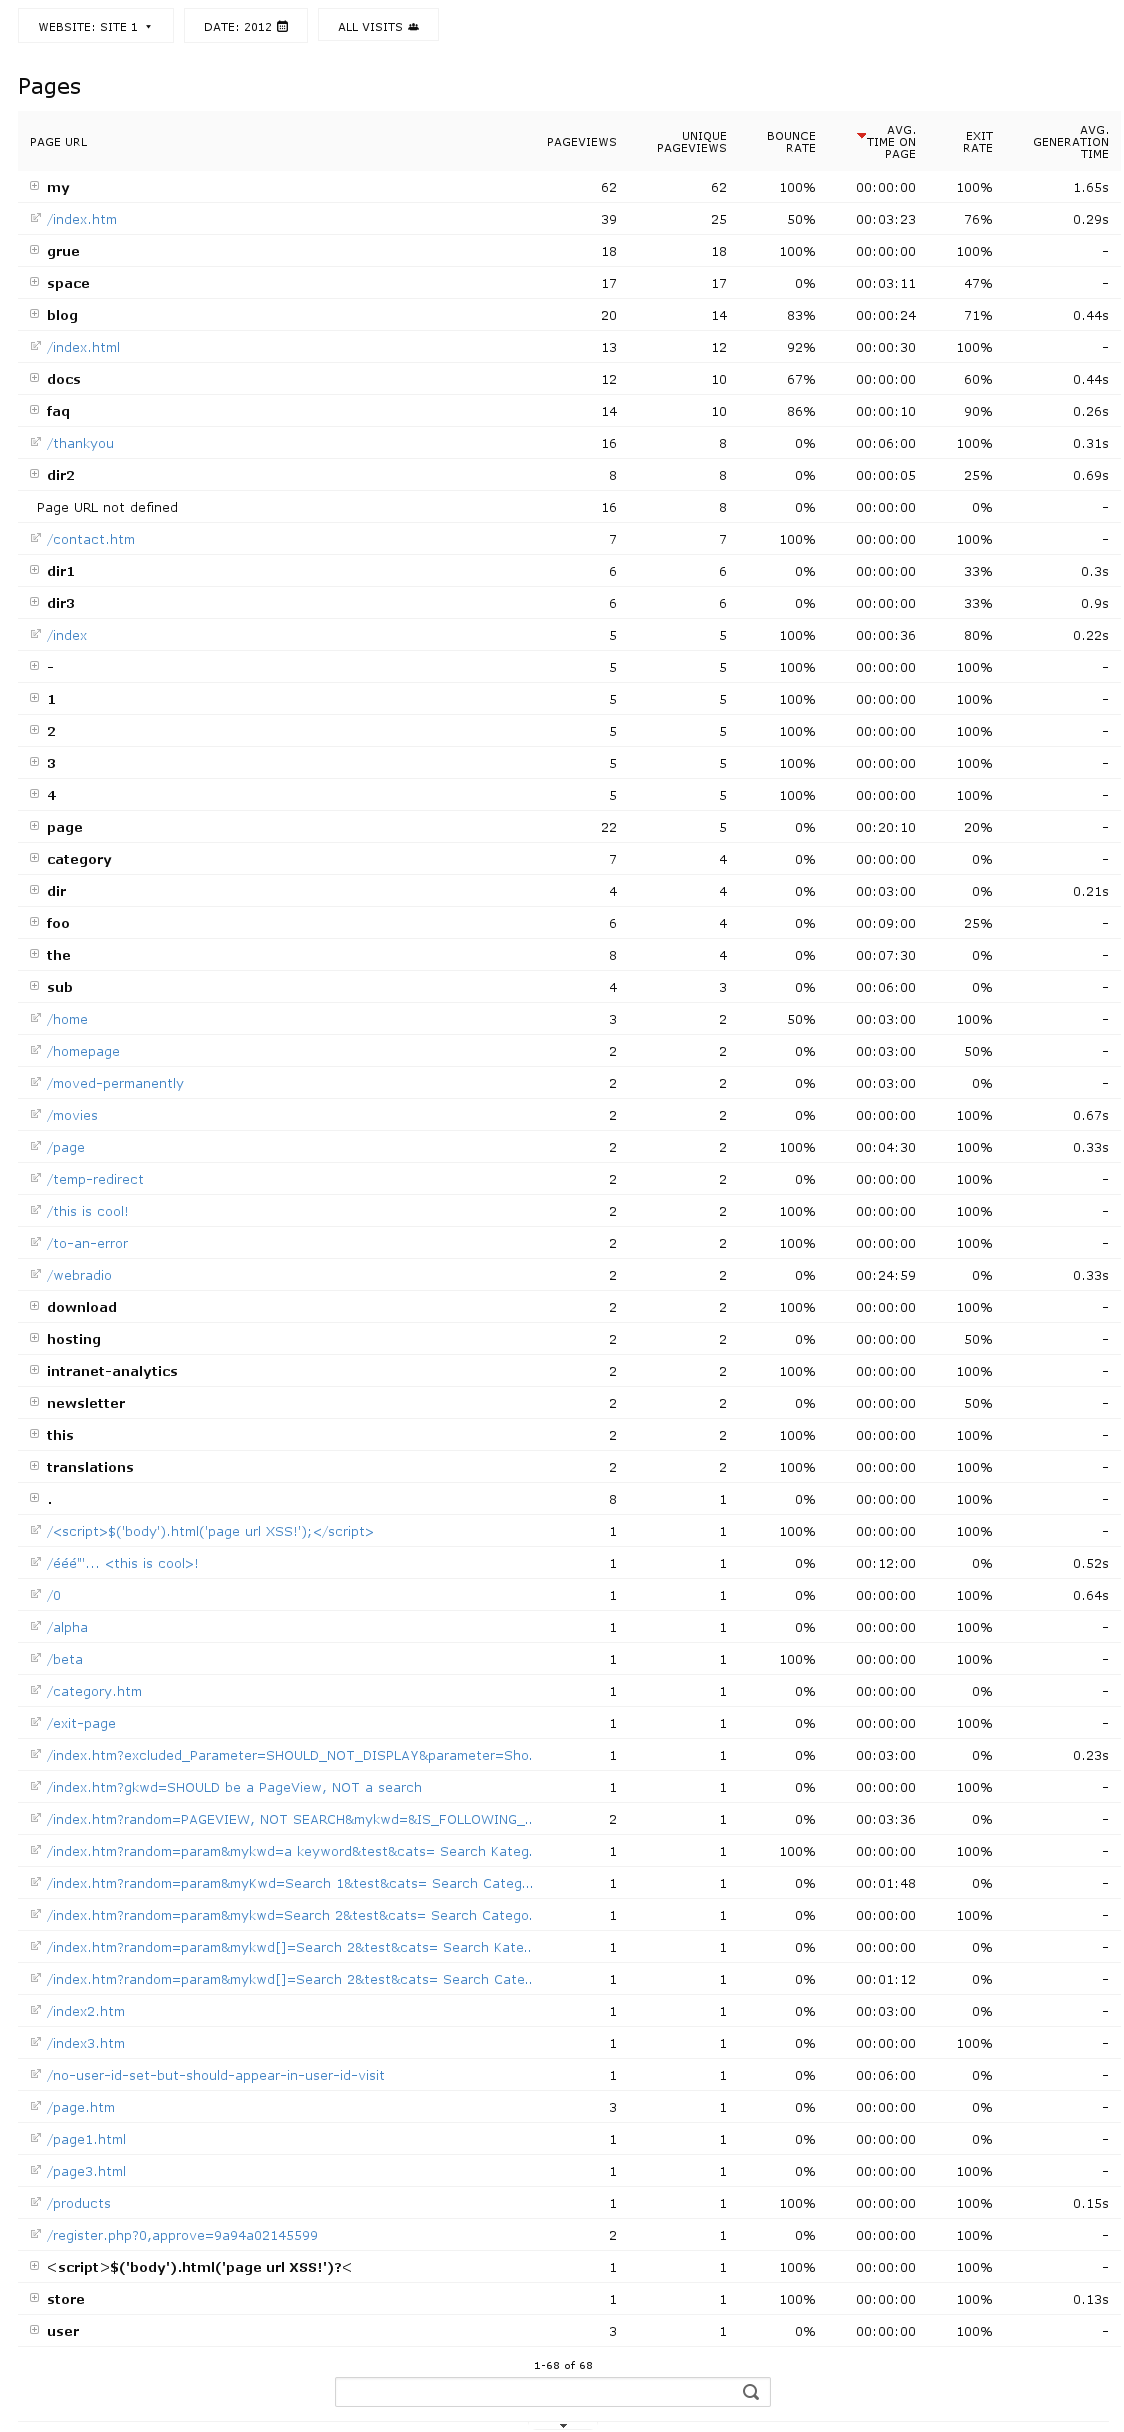 WEBSITE: SITE 1 DATE: 2012 ALL VISITS
Pages
PAGE URL PAGEVIEWS UNIQUE PAGEVIEWS BOUNCE RATE AVG. TIME ON PAGE EXIT RATE AVG. GENERATION TIME
my 62 62 100% 00:00:00 100% 1.65s
/index.htm 39 25 50% 00:03:23 76% 0.29s
grue 18 18 100% 00:00:00 100% -
space 17 17 0% 00:03:11 47% -
blog 20 14 83% 00:00:24 71% 0.44s
/index.html 13 12 92% 00:00:30 100% -
docs 12 10 67% 00:00:00 60% 0.44s
faq 14 10 86% 00:00:10 90% 0.26s
/thankyou 16 8 0% 00:06:00 100% 0.31s
dir2 8 8 0% 00:00:05 25% 0.69s
Page URL not defined 16 8 0% 00:00:00 0% -
/contact.htm 7 7 100% 00:00:00 100% -
dir1 6 6 0% 00:00:00 33% 0.3s
dir3 6 6 0% 00:00:00 33% 0.9s
/index 5 5 100% 00:00:36 80% 0.22s
- 5 5 100% 00:00:00 100% -
1 5 5 100% 00:00:00 100% -
2 5 5 100% 00:00:00 100% -
3 5 5 100% 00:00:00 100% -
4 5 5 100% 00:00:00 100% -
page 22 5 0% 00:20:10 20% -
category 7 4 0% 00:00:00 0% -
dir 4 4 0% 00:03:00 0% 0.21s
foo 6 4 0% 00:09:00 25% -
the 8 4 0% 00:07:30 0% -
sub 4 3 0% 00:06:00 0% -
/home 3 2 50% 00:03:00 100% -
/homepage 2 2 0% 00:03:00 50% -
/moved-permanently 2 2 0% 00:03:00 0% -
/movies 2 2 0% 00:00:00 100% 0.67s
/page 2 2 100% 00:04:30 100% 0.33s
/temp-redirect 2 2 0% 00:00:00 100% -
/this is cool! 2 2 100% 00:00:00 100% -
/to-an-error 2 2 100% 00:00:00 100% -
/webradio 2 2 0% 00:24:59 0% 0.33s
download 2 2 100% 00:00:00 100% -
hosting 2 2 0% 00:00:00 50% -
intranet-analytics 2 2 100% 00:00:00 100% -
newsletter 2 2 0% 00:00:00 50% -
this 2 2 100% 00:00:00 100% -
translations 2 2 100% 00:00:00 100% -
. 8 1 0% 00:00:00 100% -
/<script>$('body').html('page url XSS!');</script> 1 1 100% 00:00:00 100% -
/ééé"'... <this is cool>! 1 1 0% 00:12:00 0% 0.52s
/0 1 1 0% 00:00:00 100% 0.64s
/alpha 1 1 0% 00:00:00 100% -
/beta 1 1 100% 00:00:00 100% -
/category.htm 1 1 0% 00:00:00 0% -
/exit-page 1 1 0% 00:00:00 100% -
/index.htm?excluded_Parameter=SHOULD_NOT_DISPLAY&parameter=Sho. 1 1 0% 00:03:00 0% 0.23s
/index.htm?gkwd=SHOULD be a PageView, NOT a search 1 1 0% 00:00:00 100% -
/index.htm?random=PAGEVIEW, NOT SEARCH&mykwd=&IS_FOLLOWING_.. 2 1 0% 00:03:36 0% -
/index.htm?random=param&mykwd=a keyword&test&cats= Search Kateg. 1 1 100% 00:00:00 100% -
/index.htm?random=param&myKwd=Search 1&test&cats= Search Categ... 1 1 0% 00:01:48 0% -
/index.htm?random=param&mykwd=Search 2&test&cats= Search Catego. 1 1 0% 00:00:00 100% -
/index.htm?random=param&mykwd[]=Search 2&test&cats= Search Kate.. 1 1 0% 00:00:00 0% -
/index.htm?random=param&mykwd[]=Search 2&test&cats= Search Cate.. 1 1 0% 00:01:12 0% -
/index2.htm 1 1 0% 00:03:00 0% -
/index3.htm 1 1 0% 00:00:00 100% -
/no-user-id-set-but-should-appear-in-user-id-visit 1 1 0% 00:06:00 0% -
/page.htm 3 1 0% 00:00:00 0% -
/page1.html 1 1 0% 00:00:00 0% -
/page3.html 1 1 0% 00:00:00 100% -
/products 1 1 100% 00:00:00 100% 0.15s
/register.php?0,approve=9a94a02145599 2 1 0% 00:00:00 100% -
<script>$('body').html('page url XSS!')?< 1 1 100% 00:00:00 100% -
store 1 1 100% 00:00:00 100% 0.13s
user 3 1 0% 00:00:00 100% -
1-68 of 68